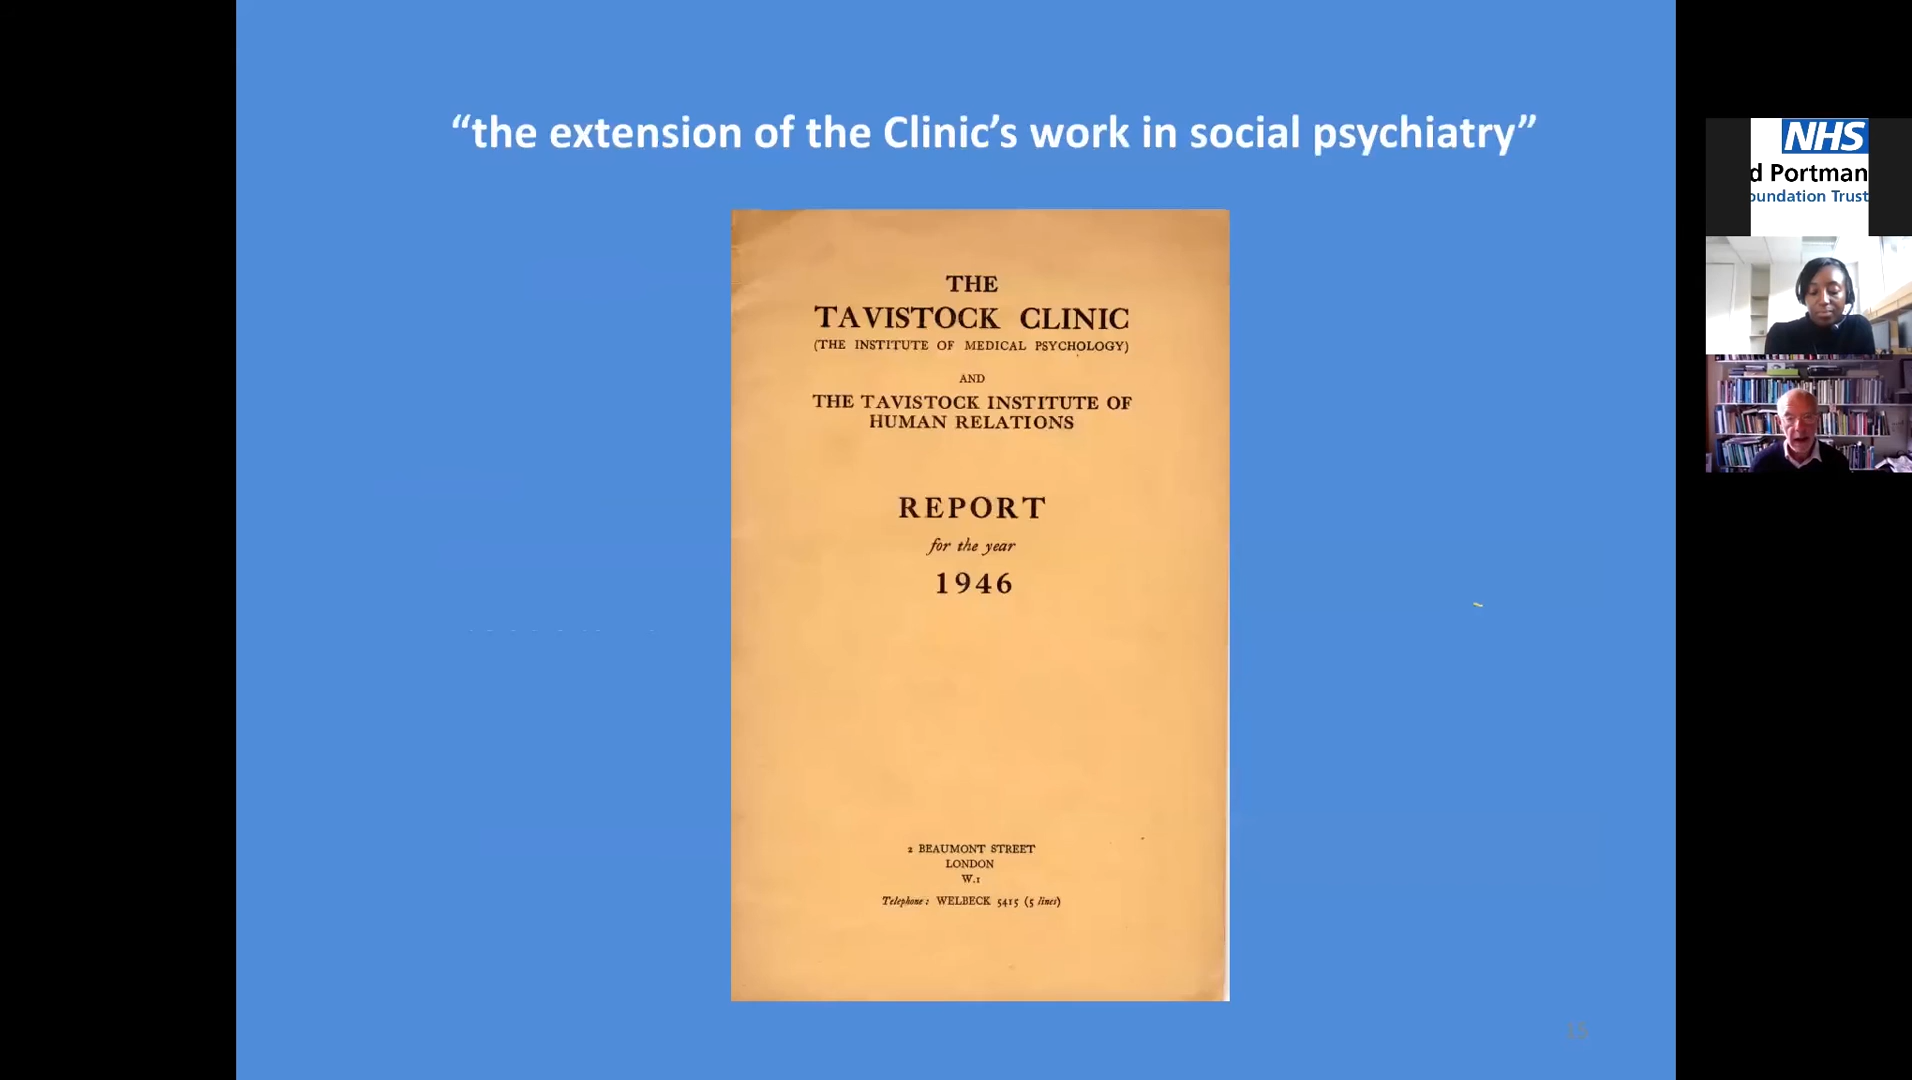 “the extension of the Clinic’s work in social psychiatry”
THE
TAVISTOCK CLINIC
(THE INSTITUTE OF MEDICAL PSYCHOLOGY)
AND
THE TAVISTOCK INSTITUTE OF
HUMAN RELATIONS
REPORT
for the year
1946
2 BEAUMONT STREET
LONDON
W.1
Telephone: WELBECK 5415 (5 lines)
15
NHS
d Portman
oundation Trust